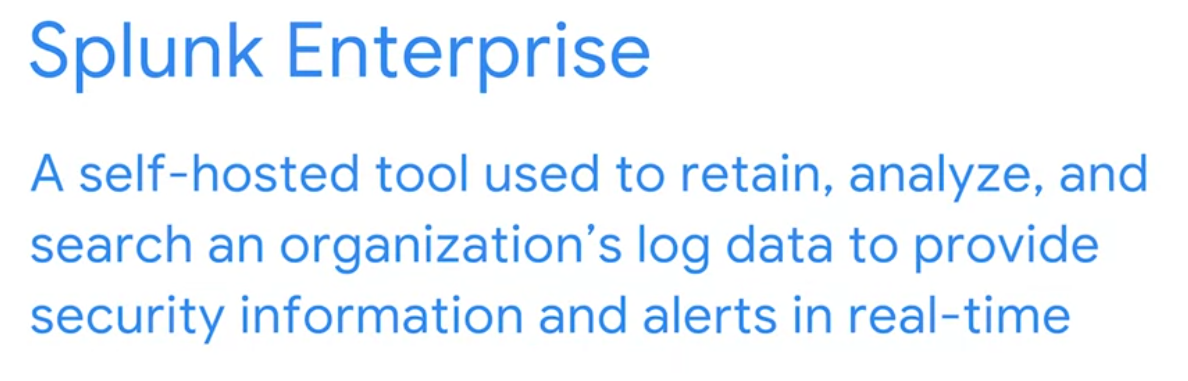 Splunk Enterprise
A self-hosted tool used to retain, analyze, and
search an organization’s log data to provide
security information and alerts in real-time